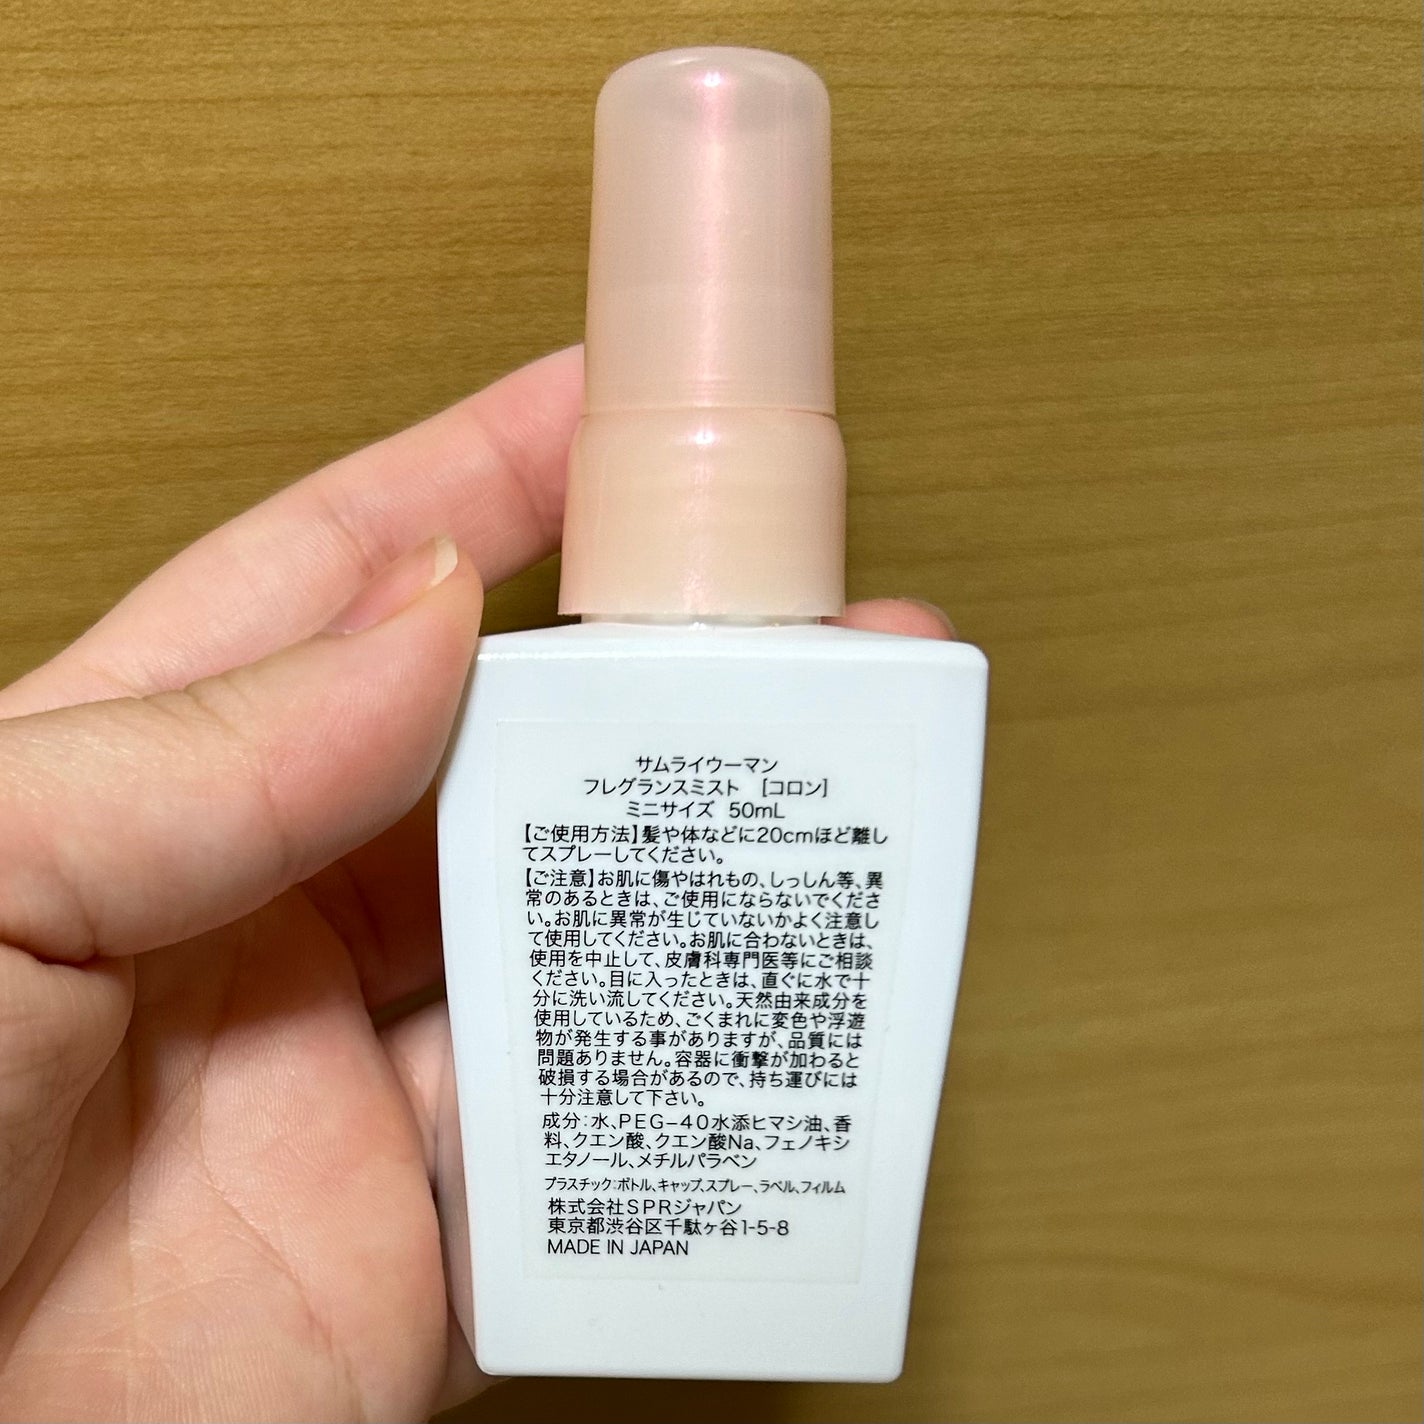 サムライウーマン
フレグランスミスト　[コロン]
ミニサイズ 50mL
【ご使用方法】髪や体などに20cmほど離し
てスプレーしてください。
【ご注意】お肌に傷やはれもの、しっしん等、異
常のあるときは、ご使用にならないでくださ
い。お肌に異常が生じていないかよく注意し
て使用してください。お肌に合わないときは、
使用を中止して、皮膚科専門医等にご相談
ください。目に入ったときは、直ぐに水で十
分に洗い流してください。天然由来成分を
使用しているため、ごくまれに変色や浮遊
物が発生する事がありますが、品質には
問題ありません。容器に衝撃が加わると
破損する場合があるので、持ち運びには
十分注意して下さい。
成分：水、PEG−40水添ヒマシ油、香
料、クエン酸、クエン酸Na、フェノキシ
エタノール、メチルパラベン
プラスチック：ボトル、キャップ、スプレー、ラベル、フィルム
株式会社SPRジャパン
東京都渋谷区千駄ヶ谷1-5-8
MADE IN JAPAN